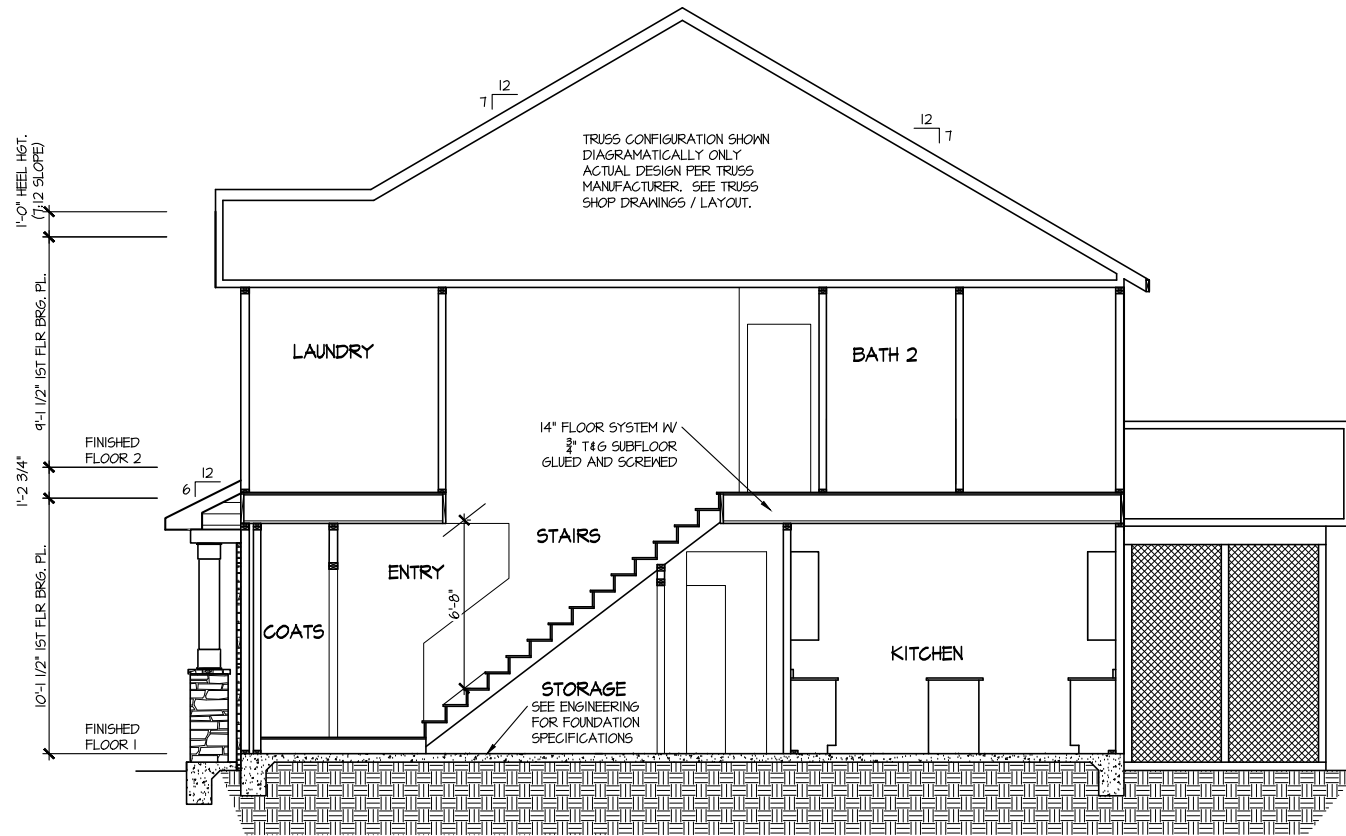 12
7
12
7
TRUSS CONFIGURATION SHOWN
DIAGRAMATICALLY ONLY
ACTUAL DESIGN PER TRUSS
MANUFACTURER. SEE TRUSS
SHOP DRAWINGS / LAYOUT.
1'-0" HEEL HGT.
(7:12 SLOPE)
9'-1 1/2" 1ST FLR BRG. PL.
1'-2 3/4"
10'-1 1/2" 1ST FLR BRG. PL.
LAUNDRY
BATH 2
14" FLOOR SYSTEM W/
3/4" T&G SUBFLOOR
GLUED AND SCREWED
FINISHED
FLOOR 2
12
6
STAIRS
ENTRY
6'-8"
COATS
KITCHEN
STORAGE
SEE ENGINEERING
FOR FOUNDATION
SPECIFICATIONS
FINISHED
FLOOR 1